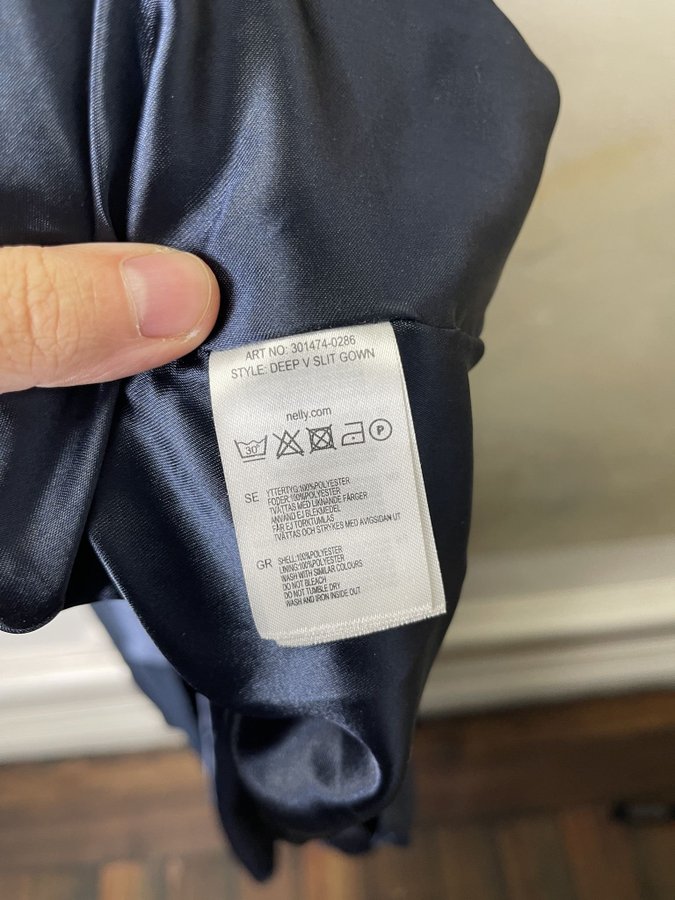 ART NO: 301474-0286
STYLE: DEEP V SLIT GOWN
nelly.com
30°
P
SE YTTERTYG:100%POLYESTER
FODER:100%POLYESTER
TVÄTTAS MED LIKNANDE FÄRGER
ANVÄND EJ BLEKMEDEL
FÅR EJ TORKTUMLAS
TVÄTTAS OCH STRYKES MED AVIGSIDAN UT
GR SHELL:100%POLYESTER
LINING:100%POLYESTER
WASH WITH SIMILAR COLOURS
DO NOT BLEACH
DO NOT TUMBLE DRY
WASH AND IRON INSIDE OUT